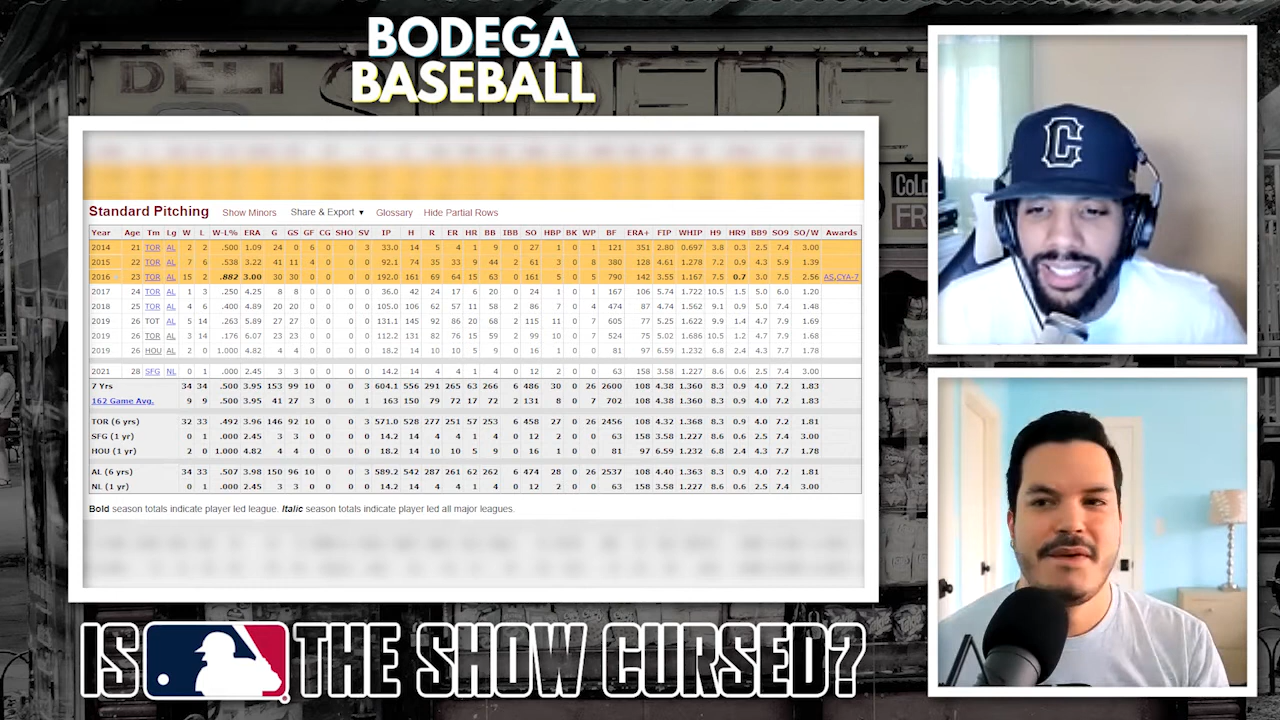 BODEGA
BASEBALL
DELI
COLD
FR
C
Standard Pitching Show Minors Share & Export ▼ Glossary Hide Partial Rows
Year Age Tm Lg W L W-L% ERA G GS GF CG SHO SV IP H R ER HR BB IBB SO HBP BK WP BF ERA+ FIP WHIP H9 HR9 BB9 SO9 SO/W Awards
2014 21 TOR AL 2 2 .500 1.09 24 0 6 0 0 3 33.0 14 5 4 1 9 0 27 1 0 1 121 351 2.80 0.697 3.8 0.3 2.5 7.4 3.00
2015 22 TOR AL 7 6 .538 3.22 41 11 4 0 0 0 92.1 74 35 33 9 44 2 61 3 0 8 380 128 4.61 1.278 7.2 0.9 4.3 5.9 1.39
2016 23 TOR AL 15 2 .882 3.00 30 30 0 0 0 0 192.0 161 69 64 15 63 0 161 5 0 5 790 142 3.55 1.167 7.5 0.7 3.0 7.5 2.56 AS,CYA-7
2017 24 TOR AL 1 3 .250 4.25 8 8 0 0 0 0 36.0 42 24 17 6 20 0 24 1 0 1 167 106 5.74 1.722 10.5 1.5 5.0 6.0 1.20
2018 25 TOR AL 4 6 .400 4.89 20 20 0 0 0 0 105.0 106 62 57 11 58 2 86 7 0 4 474 87 4.74 1.562 9.1 0.9 5.0 7.4 1.48
2019 26 TOT AL 5 14 .263 5.89 27 27 0 0 0 0 131.1 145 92 86 20 68 2 115 11 0 7 605 77 5.25 1.622 9.9 1.4 4.7 7.9 1.69
2019 26 TOR AL 3 14 .176 6.07 23 23 0 0 0 0 112.2 131 82 76 15 59 2 99 10 0 6 524 75 5.02 1.686 10.5 1.2 4.7 7.9 1.68
2019 26 HOU AL 2 0 1.000 4.82 4 4 0 0 0 0 18.2 14 10 10 5 9 0 16 1 0 1 81 97 6.59 1.232 6.8 2.4 4.3 7.7 1.78
2021 28 SFG NL 0 1 .000 2.45 3 3 0 0 0 0 14.2 14 4 4 1 4 0 12 2 0 0 63 158 3.58 1.227 8.6 0.6 2.5 7.4 3.00
7 Yrs 34 34 .500 3.95 153 99 10 0 0 3 604.1 556 291 265 63 266 6 486 30 0 26 2600 108 4.38 1.360 8.3 0.9 4.0 7.2 1.83
162 Game Avg. 9 9 .500 3.95 41 27 3 0 0 1 163 150 79 72 17 72 2 131 8 0 7 702 108 4.38 1.360 8.3 0.9 4.0 7.2 1.83
TOR (6 yrs) 32 33 .492 3.96 146 92 10 0 0 3 571.0 528 277 251 57 253 6 458 27 0 25 2456 108 4.32 1.368 8.3 0.9 4.0 7.2 1.81
SFG (1 yr) 0 1 .000 2.45 3 3 0 0 0 0 14.2 14 4 4 1 4 0 12 2 0 0 63 158 3.58 1.227 8.6 0.6 2.5 7.4 3.00
HOU (1 yr) 2 0 1.000 4.82 4 4 0 0 0 0 18.2 14 10 10 5 9 0 16 1 0 1 81 97 6.59 1.232 6.8 2.4 4.3 7.7 1.78
AL (6 yrs) 34 33 .507 3.98 150 96 10 0 0 3 589.2 542 287 261 62 262 6 474 28 0 26 2537 108 4.40 1.363 8.3 0.9 4.0 7.2 1.81
NL (1 yr) 0 1 .000 2.45 3 3 0 0 0 0 14.2 14 4 4 1 4 0 12 2 0 0 63 158 3.58 1.227 8.6 0.6 2.5 7.4 3.00
Bold season totals indicate player led league. Italic season totals indicate player led all major leagues.
IS THE SHOW CURSED?